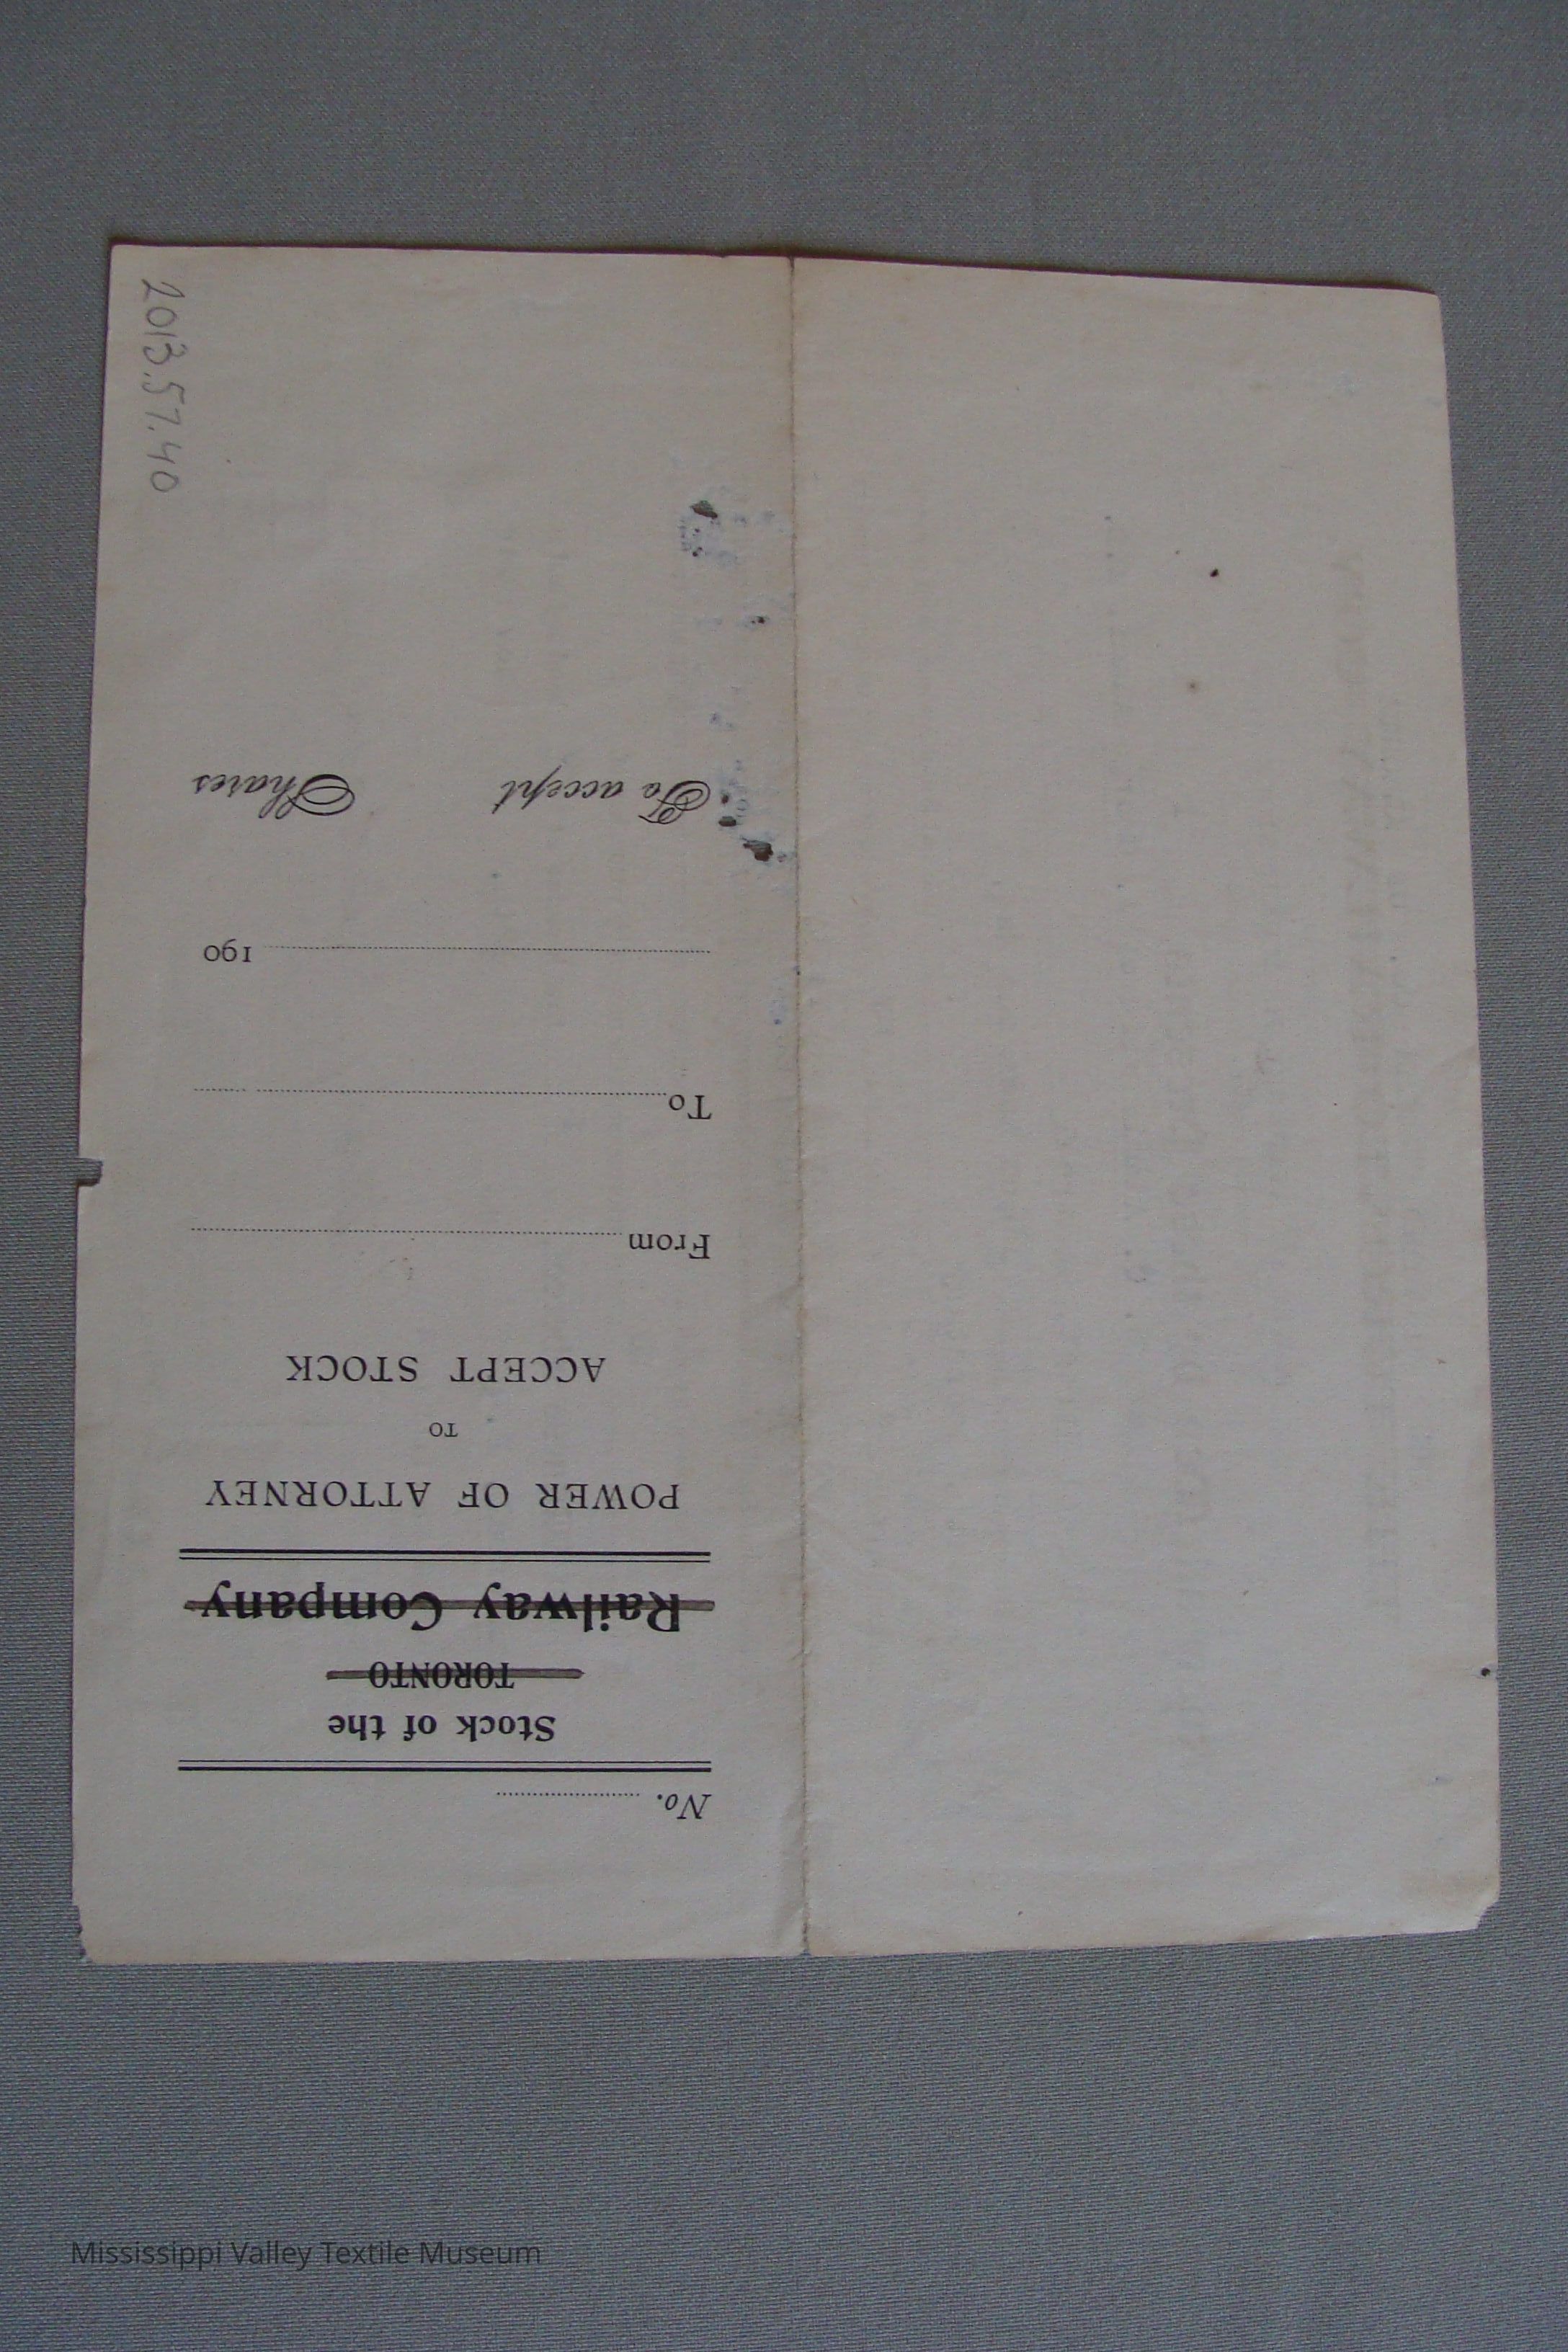 No.
Stock of the
TORONTO
Railway Company
POWER OF ATTORNEY
TO
ACCEPT STOCK
From
To
190
To accept Shares
2013.57.40
Mississippi Valley Textile Museum